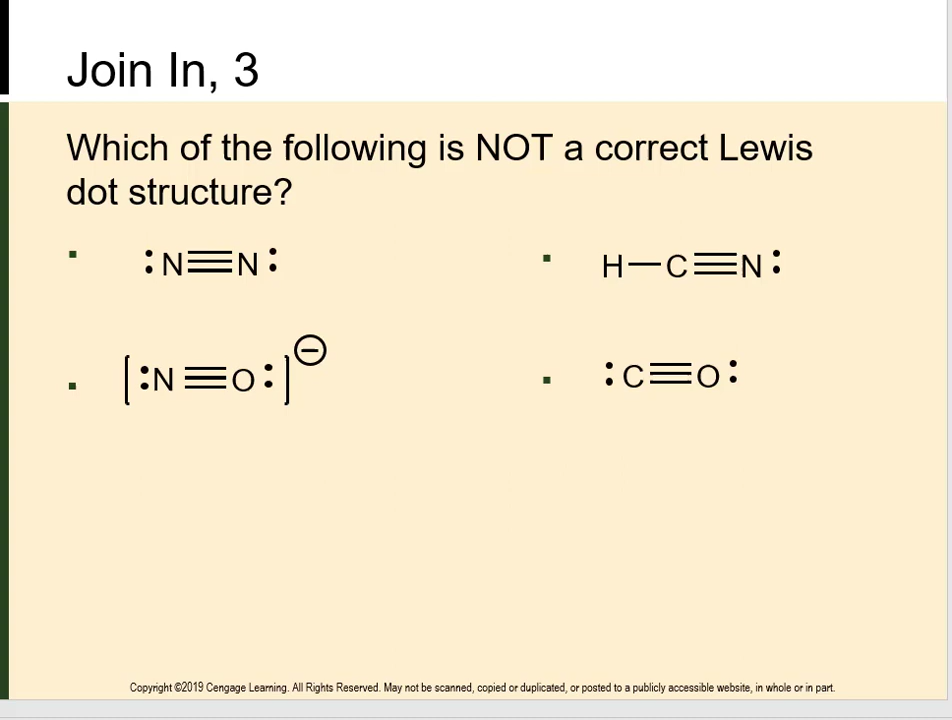 Join In, 3
Which of the following is NOT a correct Lewis
dot structure?
:N≡N:
H—C≡N:
[:N≡O:]⊖
:C≡O:
Copyright ©2019 Cengage Learning. All Rights Reserved. May not be scanned, copied or duplicated, or posted to a publicly accessible website, in whole or in part.